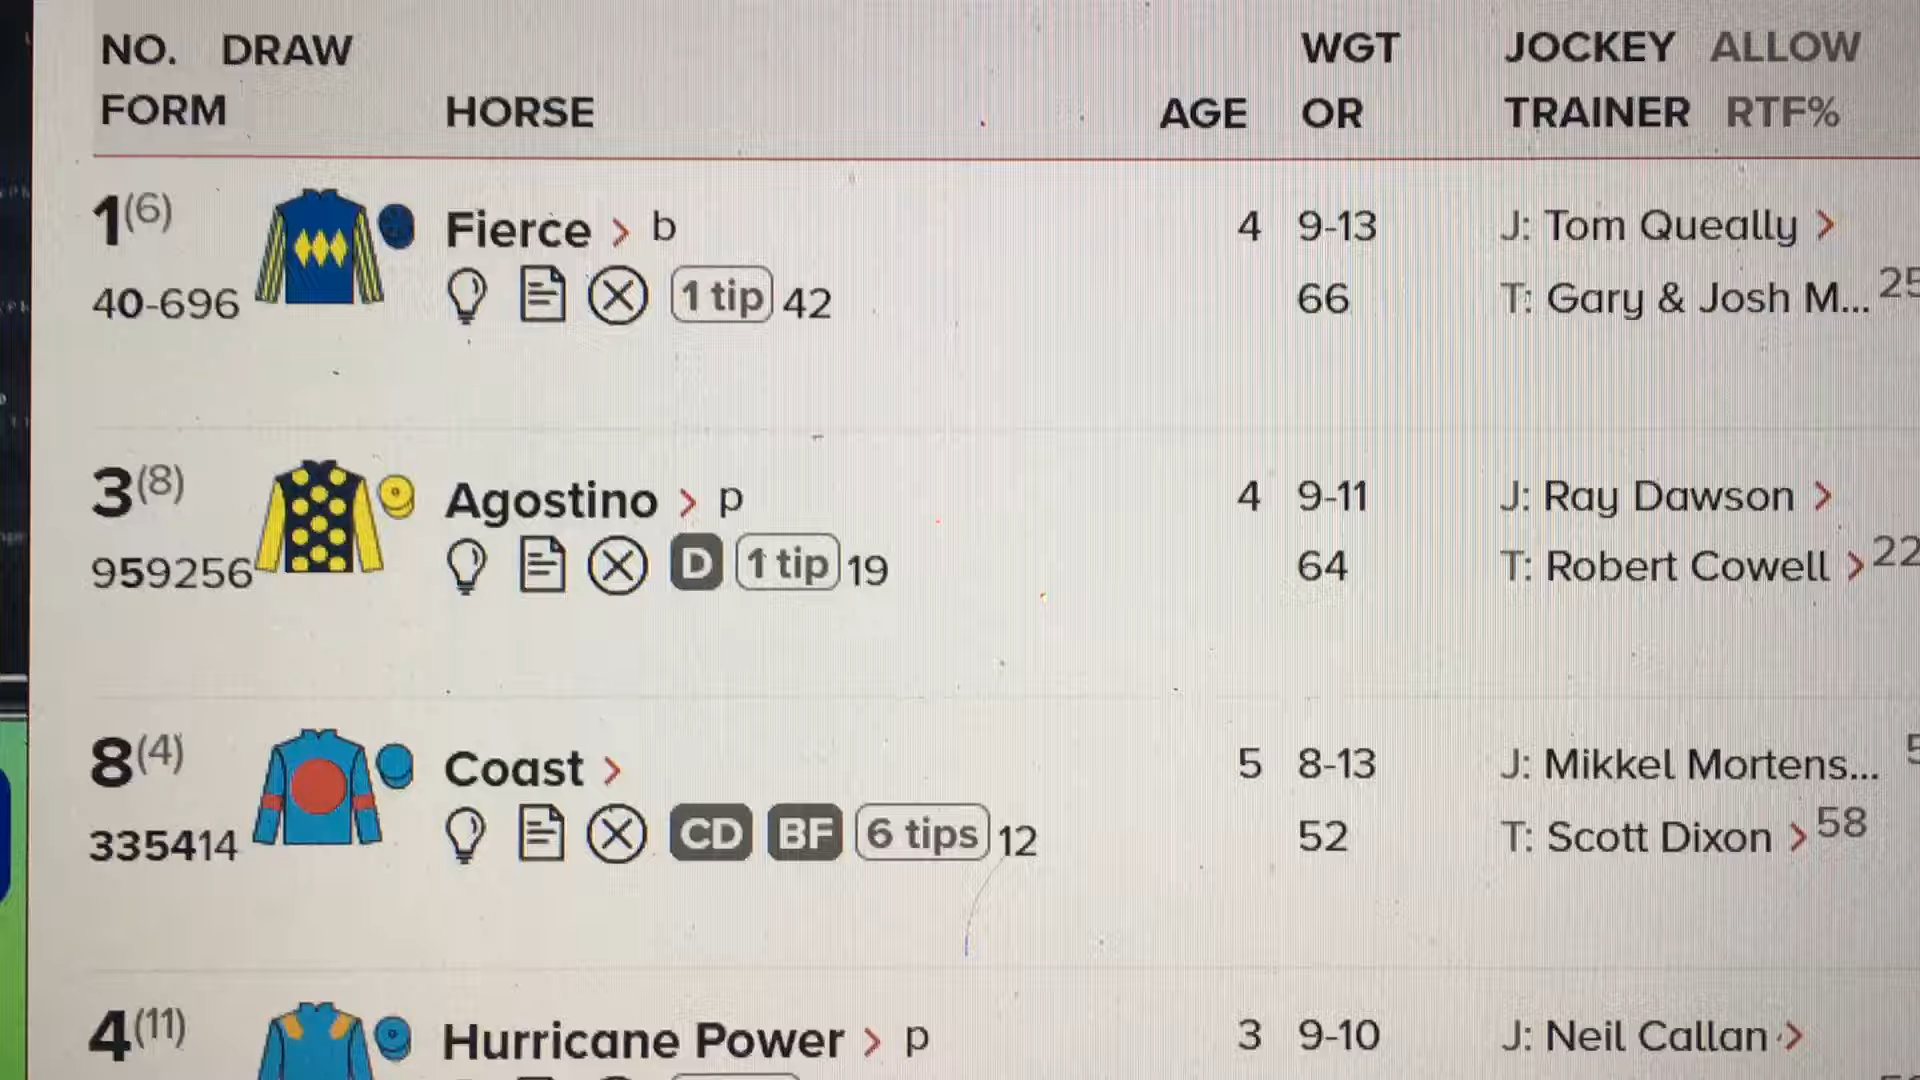 NO. DRAW WGT JOCKEY ALLOW
FORM HORSE AGE OR TRAINER RTF%
1(6) Fierce > b 4 9-13 J: Tom Queally >
40-696 1 tip 42 66 T: Gary & Josh M... 25
3(8) Agostino > p 4 9-11 J: Ray Dawson >
959256 D 1 tip 19 64 T: Robert Cowell > 22
8(4) Coast > 5 8-13 J: Mikkel Mortens...
335414 CD BF 6 tips 12 52 T: Scott Dixon > 58
4(11) Hurricane Power > p 3 9-10 J: Neil Callan >